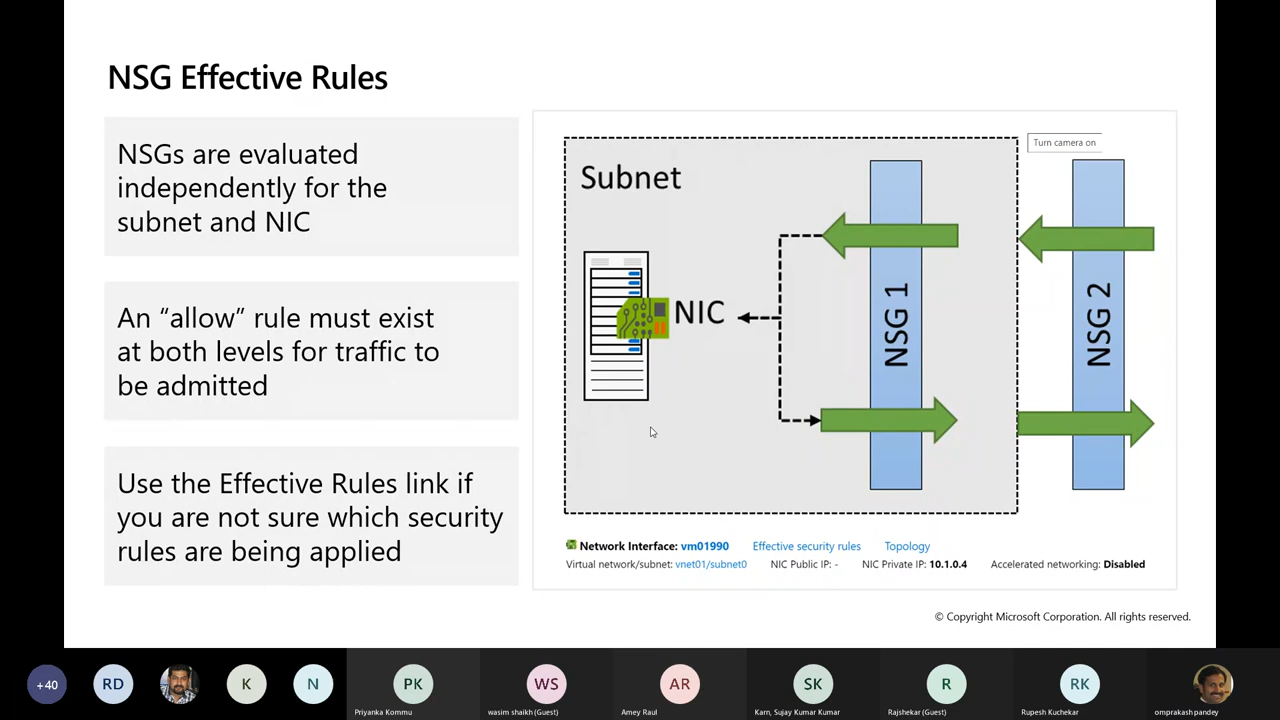 NSG Effective Rules
NSGs are evaluated
independently for the
subnet and NIC
An “allow” rule must exist
at both levels for traffic to
be admitted
Use the Effective Rules link if
you are not sure which security
rules are being applied
Turn camera on
Subnet
NIC
NSG 1
NSG 2
Network Interface: vm01990 Effective security rules Topology
Virtual network/subnet: vnet01/subnet0 NIC Public IP: - NIC Private IP: 10.1.0.4 Accelerated networking: Disabled
© Copyright Microsoft Corporation. All rights reserved.
+40 RD K N PK WS AR SK R RK
Priyanka Kommu wasim shaikh (Guest) Amey Raul Karn, Sujay Kumar Kumar Rajshekar (Guest) Rupesh Kuchekar omprakash pandey